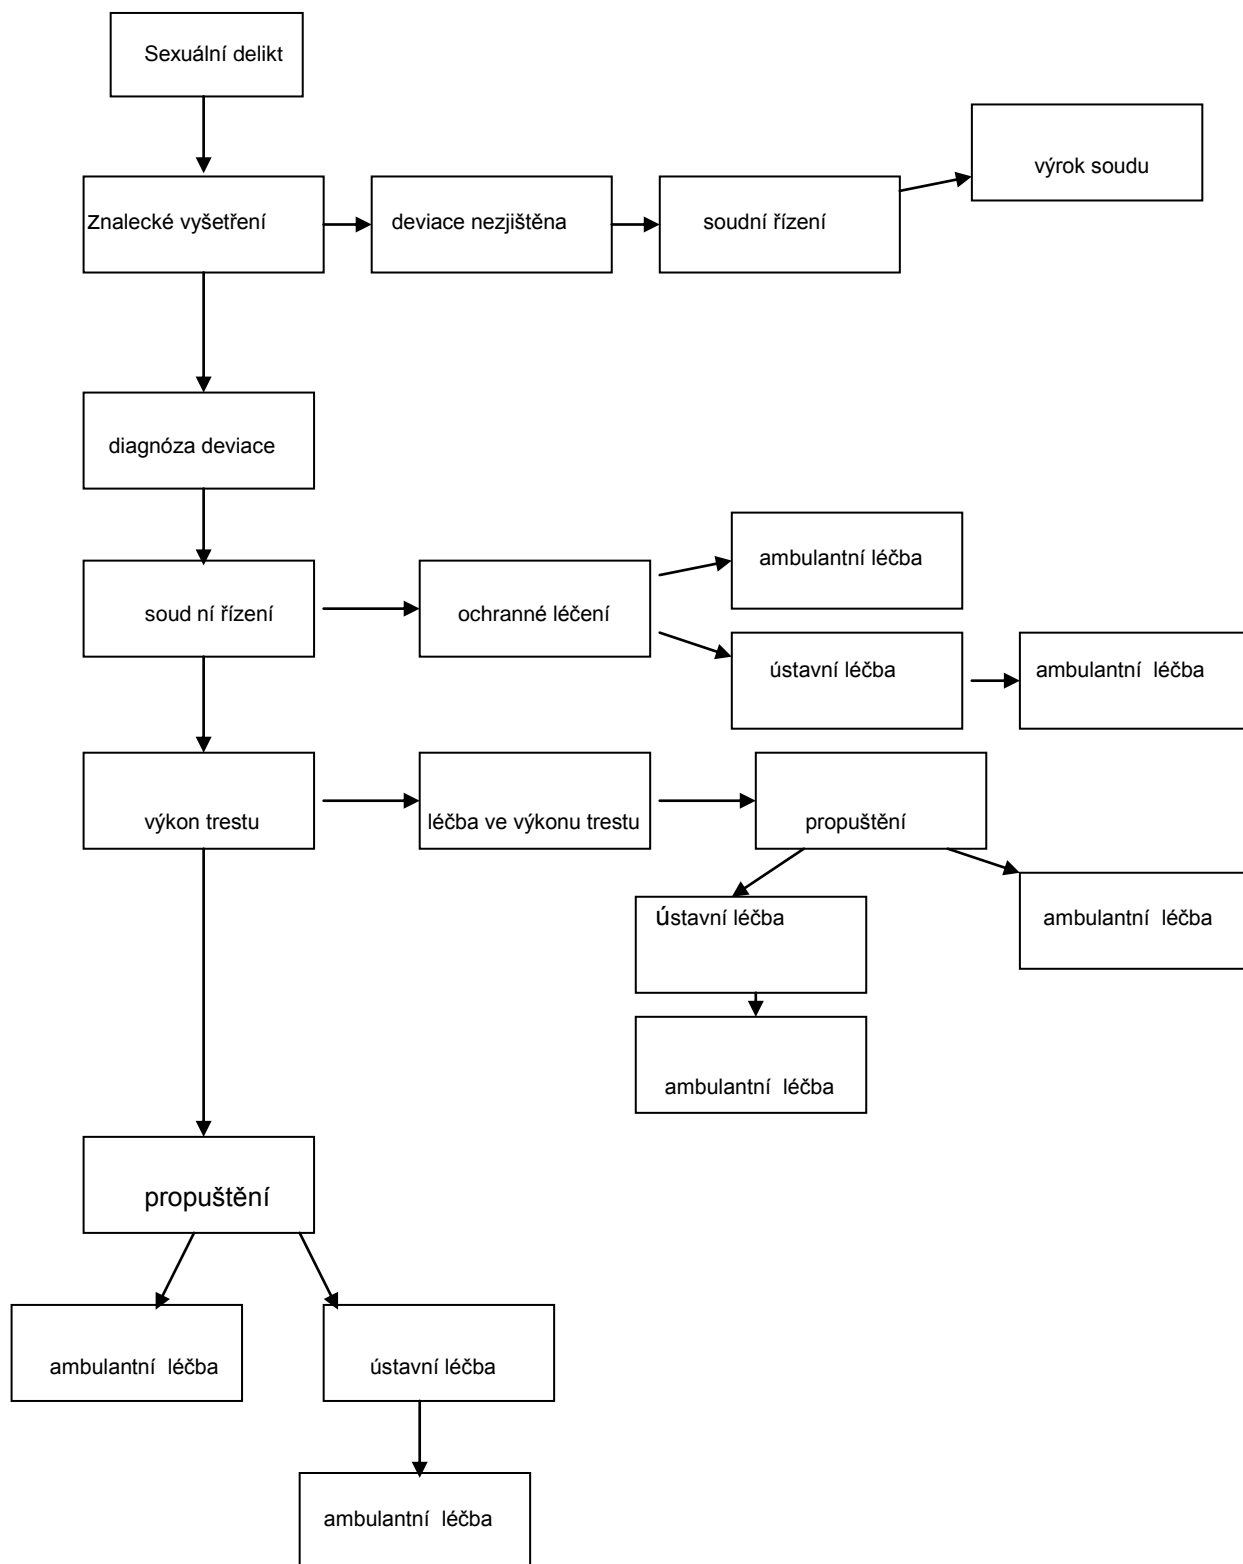 Sexuální delikt
výrok soudu
Znalecké vyšetření
deviace nezjištěna
soudní řízení
diagnóza deviace
ambulantní léčba
soud ní řízení
ochranné léčení
ústavní léčba
ambulantní  léčba
výkon trestu
léčba ve výkonu trestu
propuštění
Ústavní léčba
ambulantní  léčba
ambulantní  léčba
propuštění
ambulantní  léčba
ústavní léčba
ambulantní  léčba